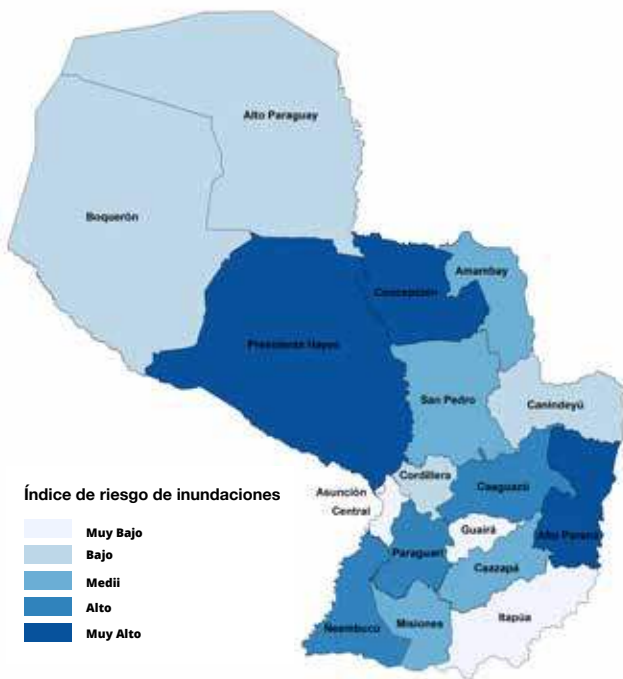 Alto Paraguay
Boquerón
Concepción
Amambay
Presidente Hayes
San Pedro
Canindeyú
Cordillera
Caaguazú
Asunción
Central
Guairá
Alto Paraná
Paraguarí
Caazapá
Itapúa
Ñeembucú
Misiones
Índice de riesgo de inundaciones
Muy Bajo
Bajo
Medii
Alto
Muy Alto